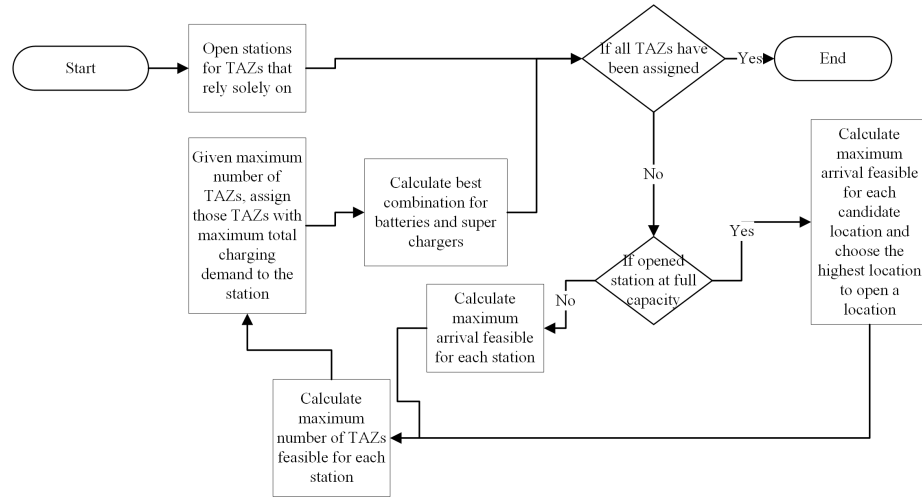 Start
Open stations
for TAZs that
rely solely on
If all TAZs have
been assigned
Yes
End
No
Given maximum
number of
TAZs, assign
those TAZs with
maximum total
charging
demand to the
station
Calculate best
combination for
batteries and super
chargers
If opened
station at full
capacity
Yes
No
Calculate
maximum
arrival feasible
for each
candidate
location and
choose the
highest location
to open a
location
Calculate
maximum
arrival feasible
for each station
Calculate
maximum
number of TAZs
feasible for each
station